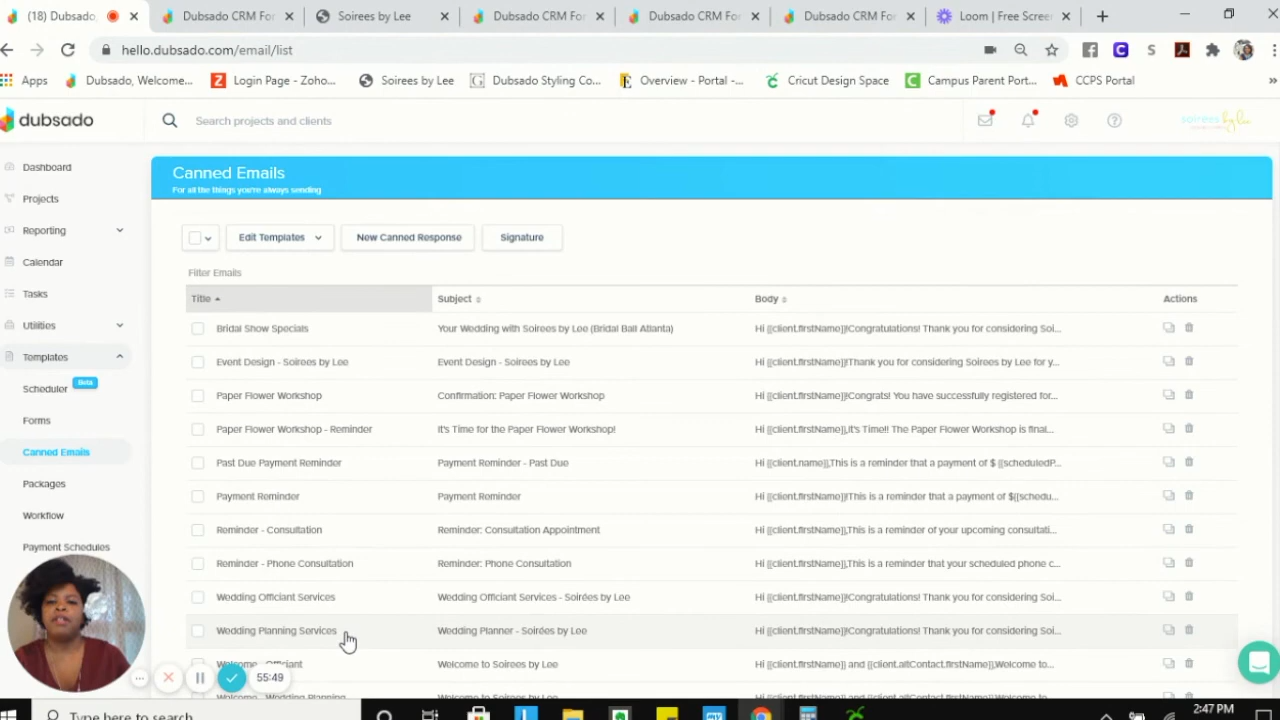 (18) Dubsado,
Dubsado CRM For
Soirees by Lee
Dubsado CRM For
Dubsado CRM For
Dubsado CRM For
Loom | Free Screen
hello.dubsado.com/email/list
Apps
Dubsado, Welcome...
Login Page - Zoho...
Soirees by Lee
Dubsado Styling Co...
Overview - Portal -...
Cricut Design Space
Campus Parent Port...
CCPS Portal
»
dubsado
Search projects and clients
soirées by lee
Dashboard
Projects
Reporting
Calendar
Tasks
Utilities
Templates
Scheduler Beta
Forms
Canned Emails
Packages
Workflow
Payment Schedules
Canned Emails
For all the things you're always sending
Edit Templates
New Canned Response
Signature
Filter Emails
Title Subject Body Actions
Bridal Show Specials Your Wedding with Soirees by Lee (Bridal Ball Atlanta) Hi {{client.firstName}}!Congratulations! Thank you for considering Soi...
Event Design - Soirees by Lee Event Design - Soirees by Lee Hi {{client.firstName}}!Thank you for considering Soirees by Lee for y...
Paper Flower Workshop Confirmation: Paper Flower Workshop Hi {{client.firstName}}!Congrats! You have successfully registered for...
Paper Flower Workshop - Reminder It's Time for the Paper Flower Workshop! Hi {{client.firstName}},It's Time!! The Paper Flower Workshop is final...
Past Due Payment Reminder Payment Reminder - Past Due Hi {{client.name}},This is a reminder that a payment of $ {{scheduledP...
Payment Reminder Payment Reminder Hi {{client.firstName}}!This is a reminder that a payment of ${{schedu...
Reminder - Consultation Reminder: Consultation Appointment Hi {{client.firstName}},This is a reminder of your upcoming consultati...
Reminder - Phone Consultation Reminder: Phone Consultation Hi {{client.firstName}},This is a reminder that your scheduled phone c...
Wedding Officiant Services Wedding Officiant Services - Soirées by Lee Hi {{client.firstName}}!Congratulations! Thank you for considering Soi...
Wedding Planning Services Wedding Planner - Soirées by Lee Hi {{client.firstName}}!Congratulations! Thank you for considering Soi...
Welcome - Officiant Welcome to Soirees by Lee Hi {{client.firstName}} and {{client.altContact.firstName}},Welcome to...
Welcome - Wedding Planning Welcome to Soirees by Lee Hi {{client.firstName}} and {{client.altContact.firstName}},Welcome to...
55:49
Type here to search
2:47 PM